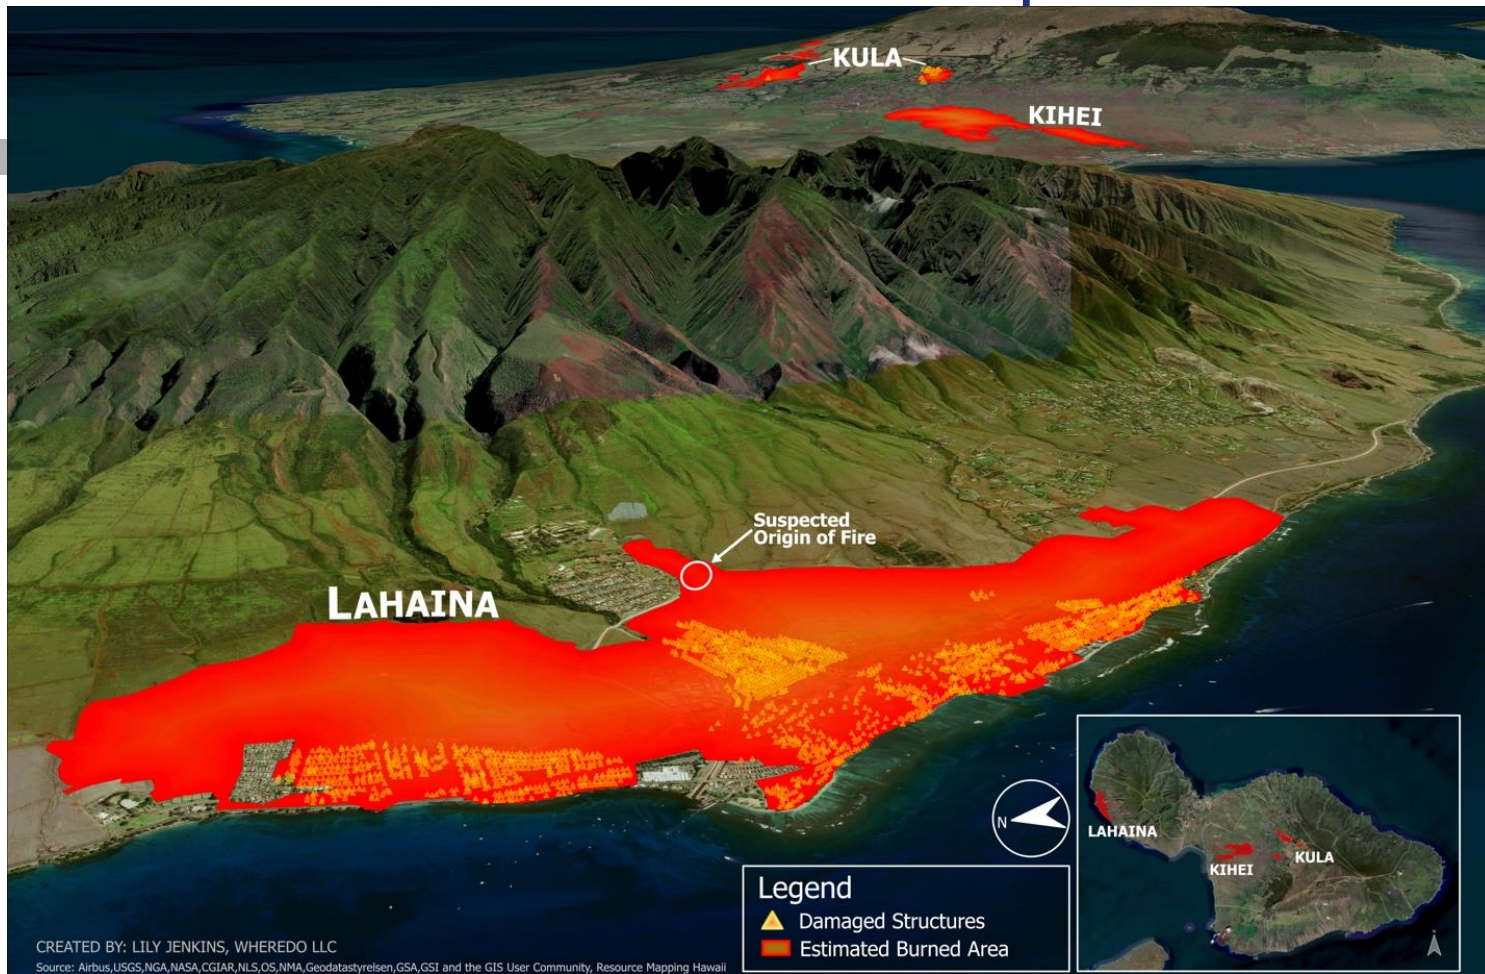 KULA
KIHEI
Suspected
Origin of Fire
LAHAINA
N
LAHAINA
KIHEI
KULA
Legend
Damaged Structures
Estimated Burned Area
CREATED BY: LILY JENKINS, WHEREDO LLC
Source: Airbus,USGS,NGA,NASA,CGIAR,NLS,OS,NMA,Geodatastyrelsen,GSA,GSI and the GIS User Community, Resource Mapping Hawaii